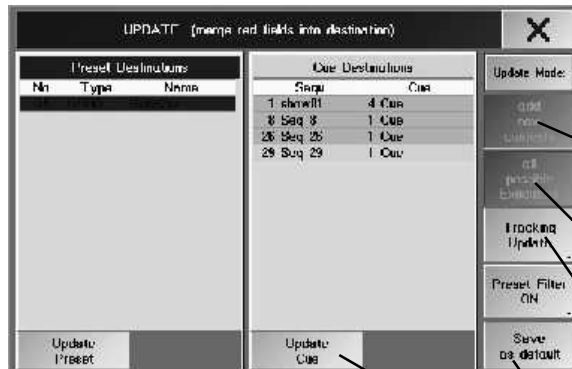 UPDATE (merge red fields into destination)
X
Preset Destinations
No Type Name
Update Preset
Cue Destinations
Sequ Cue
1 show01 4 Cue
8 Seq 8 1 Cue
26 Seq 26 1 Cue
29 Seq 29 1 Cue
Update Cue
Update Mode:
add new contents
all possible Executors
Tracking Update
Preset Filter ON
Save as default